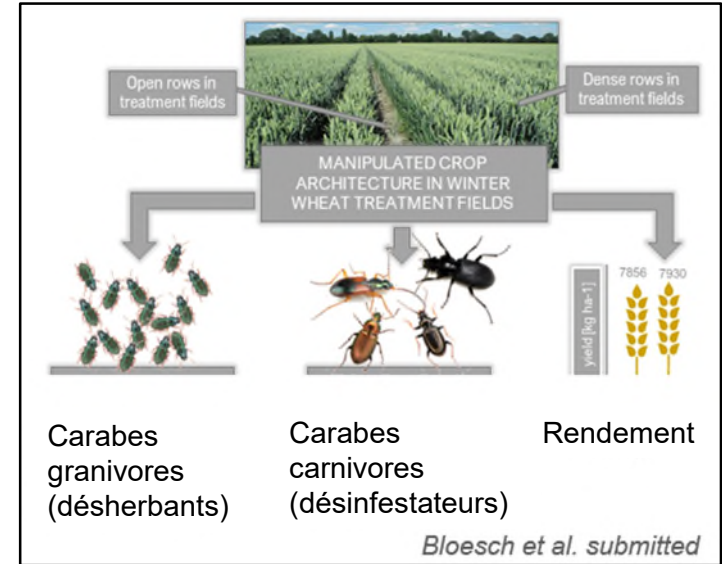 Open rows in
treatment fields
Dense rows in
treatment fields
MANIPULATED CROP
ARCHITECTURE IN WINTER
WHEAT TREATMENT FIELDS
yield [kg ha-1]
7856 7930
Carabes
granivores
(désherbants)
Carabes
carnivores
(désinfestateurs)
Rendement
Bloesch et al. submitted